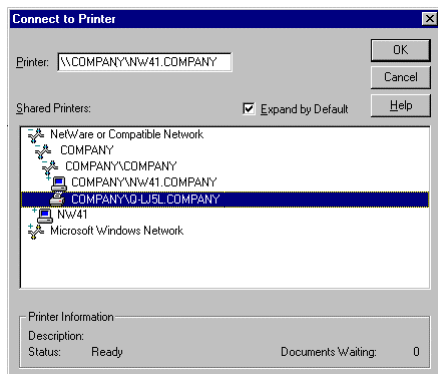 Connect to Printer
Printer: \\COMPANY\NW41.COMPANY
OK
Cancel
Help
Shared Printers:
Expand by Default
NetWare or Compatible Network
COMPANY
COMPANY\COMPANY
COMPANY\NW41.COMPANY
COMPANY\Q-LJ5L.COMPANY
NW41
Microsoft Windows Network
Printer Information
Description:
Status: Ready Documents Waiting: 0